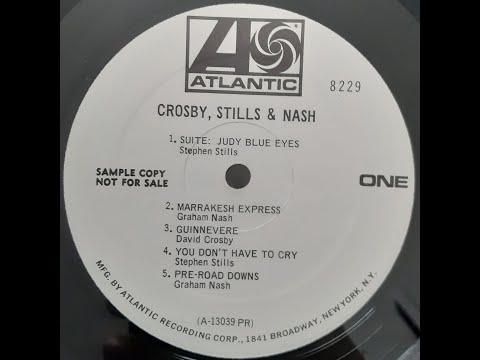 ATLANTIC
8229
CROSBY, STILLS & NASH
1. SUITE: JUDY BLUE EYES
Stephen Stills
SAMPLE COPY
NOT FOR SALE
ONE
2. MARRAKESH EXPRESS
Graham Nash
3. GUINNEVERE
David Crosby
4. YOU DON'T HAVE TO CRY
Stephen Stills
5. PRE-ROAD DOWNS
Graham Nash
(A-13039 PR)
MFG. BY ATLANTIC RECORDING CORP., 1841 BROADWAY, NEW YORK, N.Y.